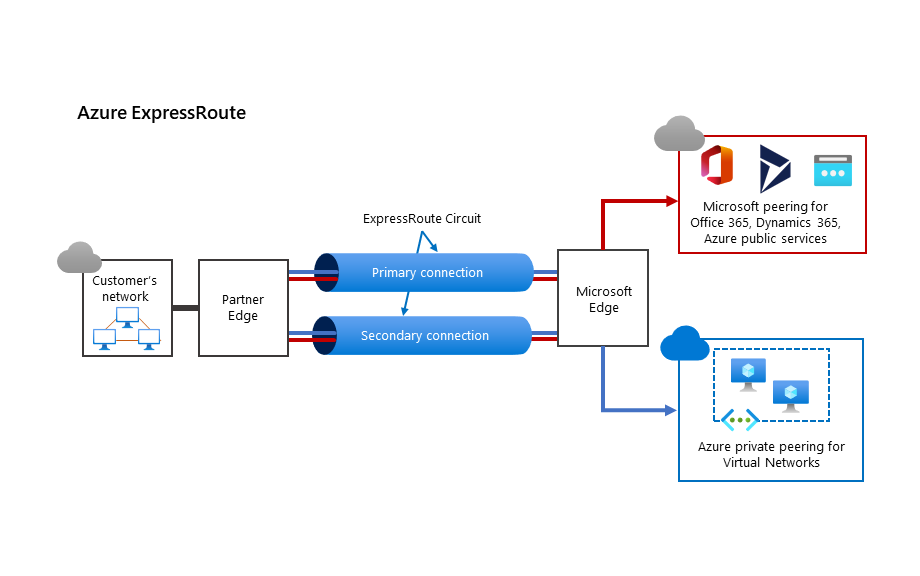 Azure ExpressRoute
ExpressRoute Circuit
Customer's
network
Partner
Edge
Primary connection
Secondary connection
Microsoft
Edge
Microsoft peering for
Office 365, Dynamics 365,
Azure public services
Azure private peering for
Virtual Networks